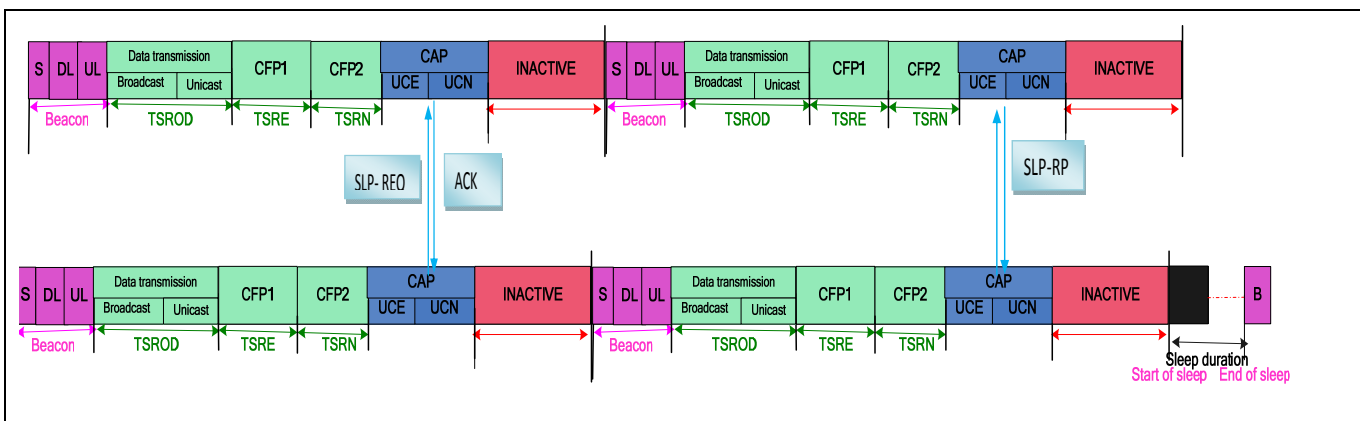 S DL UL Data transmission CFP1 CFP2 CAP INACTIVE S DL UL Data transmission CFP1 CFP2 CAP INACTIVE
Broadcast Unicast UCE UCN Broadcast Unicast UCE UCN
Beacon TSROD TSRE TSRN Beacon TSROD TSRE TSRN
SLP- REQ ACK SLP-RP
S DL UL Data transmission CFP1 CFP2 CAP INACTIVE S DL UL Data transmission CFP1 CFP2 CAP INACTIVE B
Broadcast Unicast UCE UCN Broadcast Unicast UCE UCN
Beacon TSROD TSRE TSRN Beacon TSROD TSRE TSRN
Sleep duration
Start of sleep End of sleep